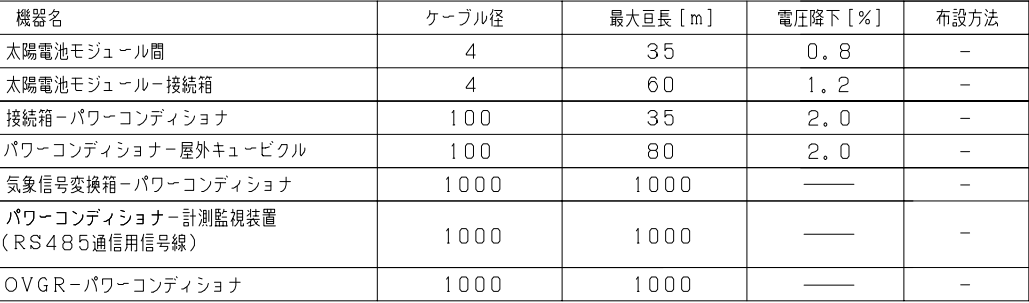 機器名 ケーブル径 最大亘長[m] 電圧降下[%] 布設方法
太陽電池モジュール間 4 35 0.8 −
太陽電池モジュールー接続箱 4 60 1.2 −
接続箱−パワーコンディショナ 100 35 2.0 −
パワーコンディショナー屋外キュービクル 100 80 2.0 −
気象信号変換箱−パワーコンディショナ 1000 1000 ―― −
パワーコンディショナ−計測監視装置
(RS485通信用信号線) 1000 1000 ―― −
OVGR−パワーコンディショナ 1000 1000 ―― −